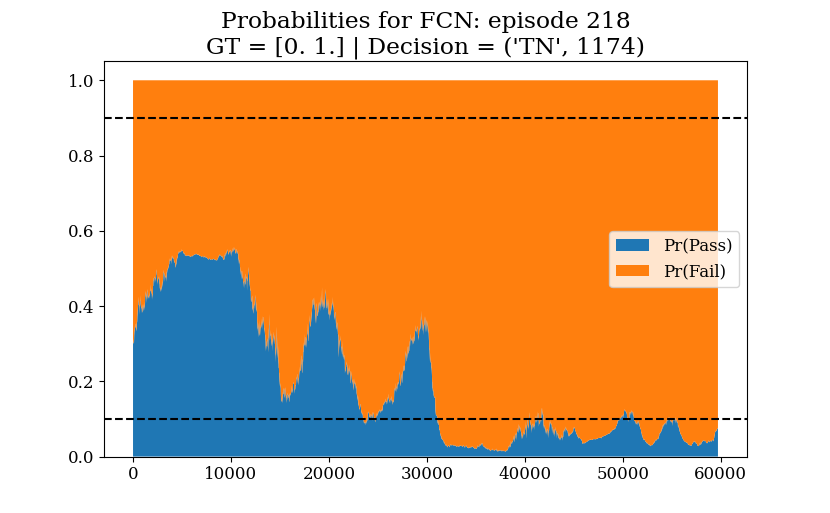 Probabilities for FCN: episode 218
GT = [0. 1.] | Decision = ('TN', 1174)
1.0
0.8
0.6
0.4
0.2
0.0
Pr(Pass)
Pr(Fail)
0 10000 20000 30000 40000 50000 60000